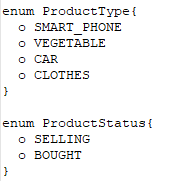 enum ProductType{
o SMART_PHONE
o VEGETABLE
o CAR
o CLOTHES
}
enum ProductStatus{
o SELLING
o BOUGHT
}